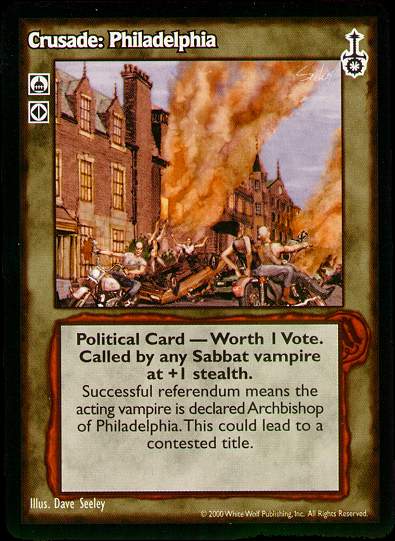 Crusade: Philadelphia
Political Card — Worth 1 Vote.
Called by any Sabbat vampire
at +1 stealth.
Successful referendum means the
acting vampire is declared Archbishop
of Philadelphia. This could lead to a
contested title.
Illus. Dave Seeley
© 2000 White Wolf Publishing, Inc. All Rights Reserved.